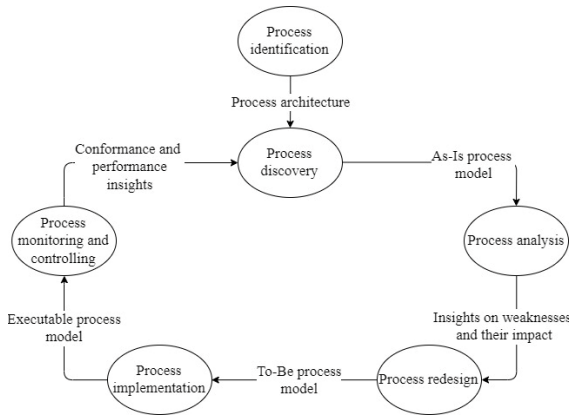 Process
identification
Process architecture
Process
discovery
Conformance and
performance
insights
As-Is process
model
Process
monitoring and
controlling
Process analysis
Executable process
model
Insights on weaknesses
and their impact
Process
implementation
To-Be process
model
Process redesign